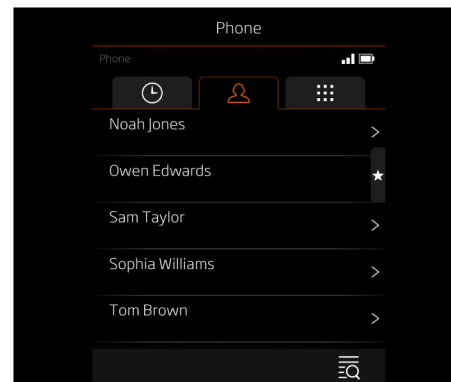 Phone
Phone
Noah Jones
Owen Edwards
Sam Taylor
Sophia Williams
Tom Brown